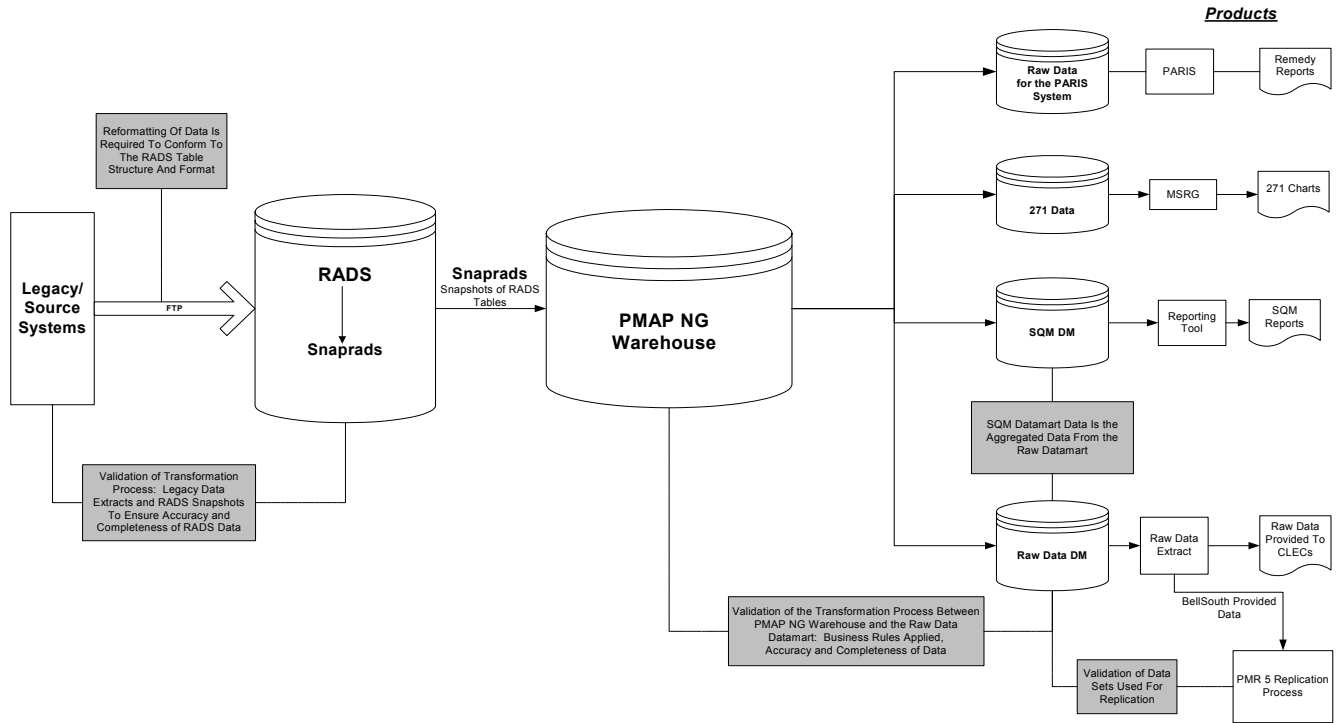 Products
Raw Data
for the PARIS
System
PARIS
Remedy
Reports
Reformatting Of Data Is
Required To Conform To
The RADS Table
Structure And Format
271 Data
MSRG
271 Charts
Legacy/
Source
Systems
FTP
RADS
Snaprads
Snaprads
Snapshots of RADS
Tables
PMAP NG
Warehouse
SQM DM
Reporting
Tool
SQM
Reports
SQM Datamart Data Is the
Aggregated Data From the
Raw Datamart
Validation of Transformation
Process: Legacy Data
Extracts and RADS Snapshots
To Ensure Accuracy and
Completeness of RADS Data
Raw Data DM
Raw Data
Extract
Raw Data
Provided To
CLECs
BellSouth Provided
Data
Validation of the Transformation Process Between
PMAP NG Warehouse and the Raw Data
Datamart: Business Rules Applied,
Accuracy and Completeness of Data
Validation of Data
Sets Used For
Replication
PMR 5 Replication
Process